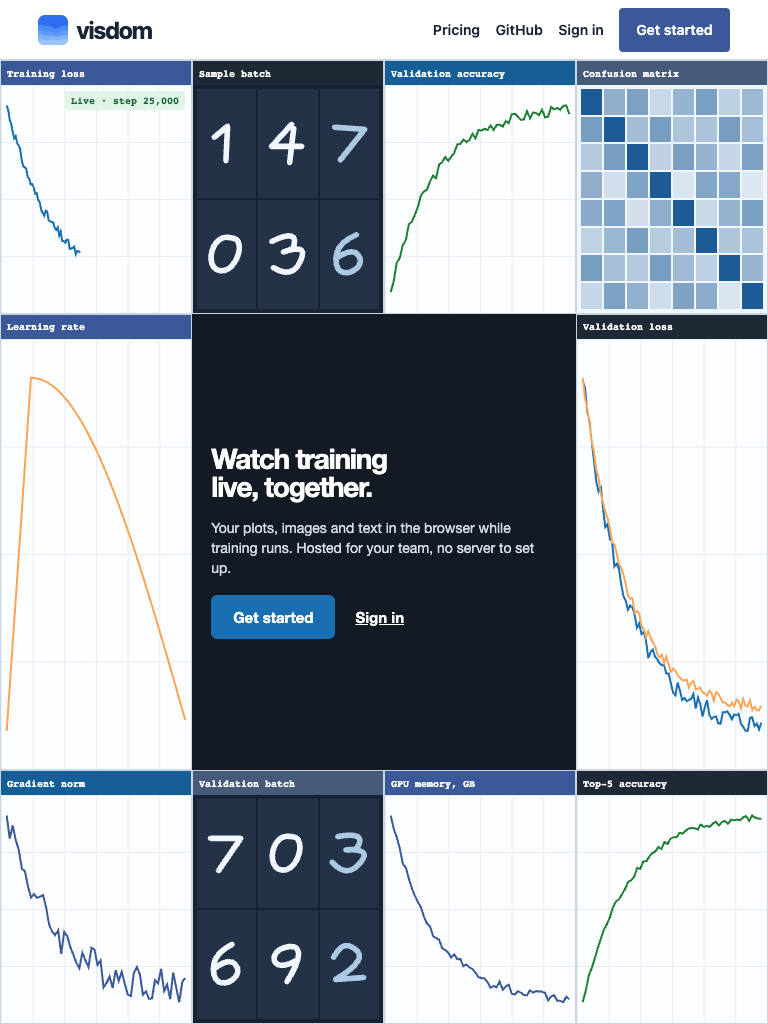 visdom
Pricing GitHub Sign in Get started
Training loss
Live · step 25,000
Sample batch
1 4 7
0 3 6
Validation accuracy
Confusion matrix
Learning rate
Watch training
live, together.
Your plots, images and text in the browser while
training runs. Hosted for your team, no server to set
up.
Get started Sign in
Validation loss
Gradient norm
Validation batch
7 0 3
6 9 2
GPU memory, GB
Top-5 accuracy